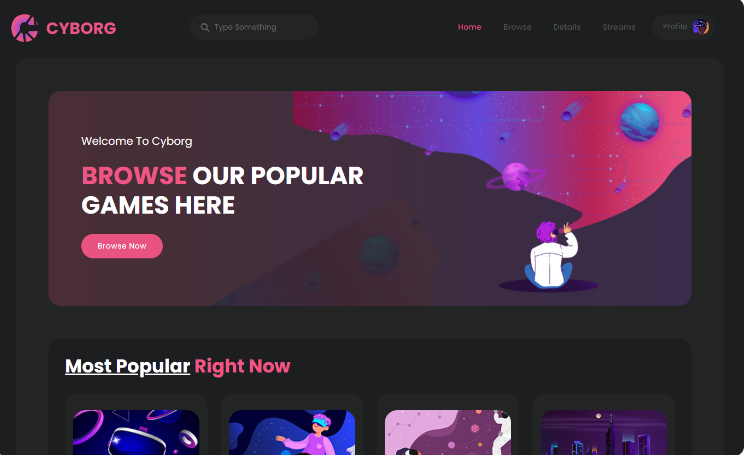 CYBORG
Type Something
Home
Browse
Details
Streams
Profile
Welcome To Cyborg
BROWSE OUR POPULAR
GAMES HERE
Browse Now
Most Popular Right Now